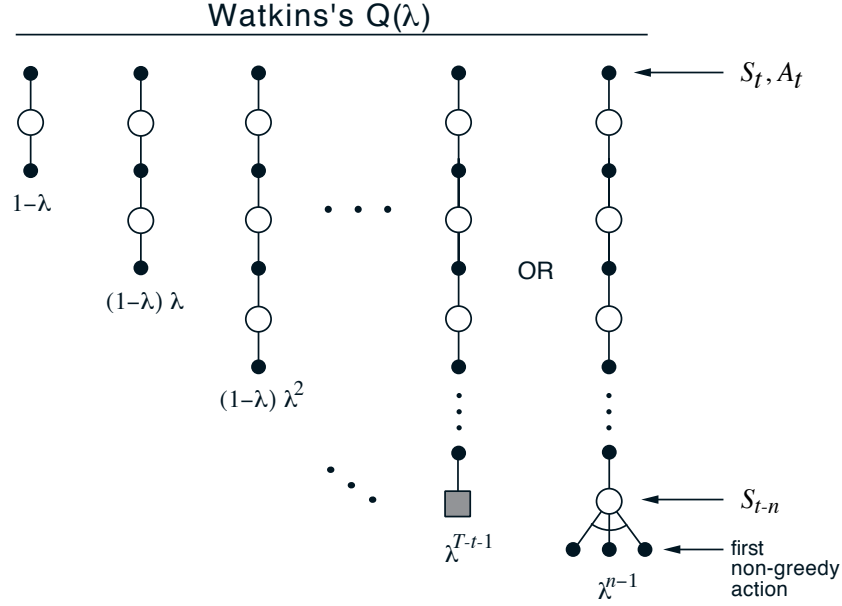 Watkins's Q(λ)
S_t, A_t
1−λ
OR
(1−λ) λ
(1−λ) λ^2
S_{t-n}
λ^{T-t-1}
first
non-greedy
action
λ^{n−1}